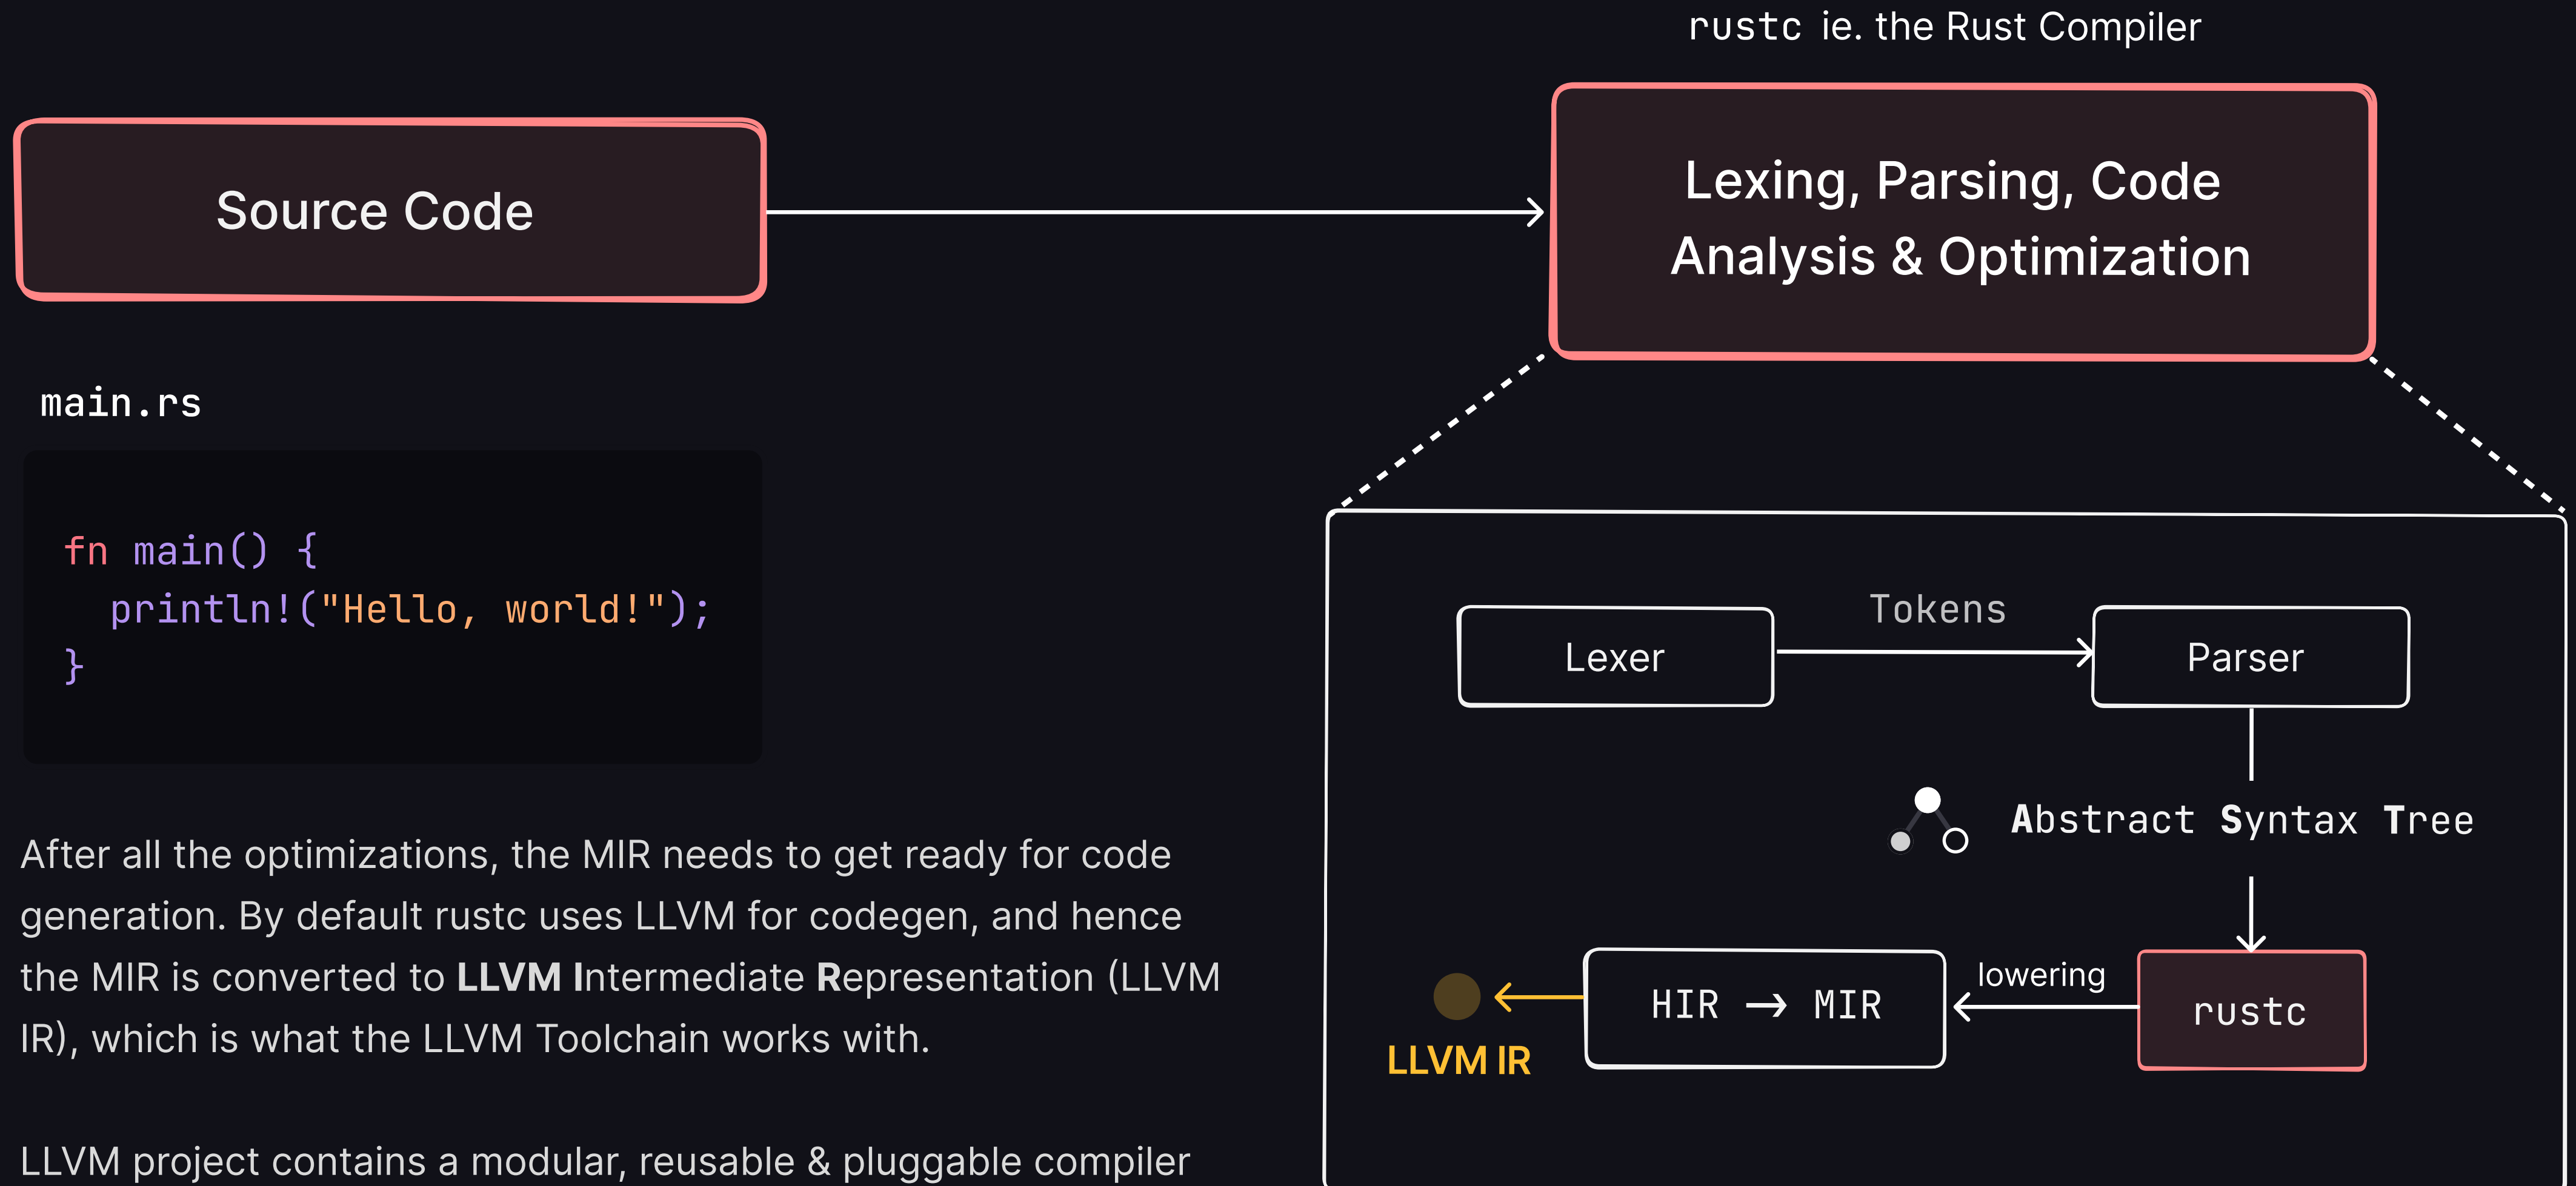 rustc ie. the Rust Compiler
Source Code
Lexing, Parsing, Code
Analysis & Optimization
main.rs
fn main() {
  println!("Hello, world!");
}
After all the optimizations, the MIR needs to get ready for code
generation. By default rustc uses LLVM for codegen, and hence
the MIR is converted to LLVM Intermediate Representation (LLVM
IR), which is what the LLVM Toolchain works with.
LLVM project contains a modular, reusable & pluggable compiler
Lexer
Tokens
Parser
Abstract Syntax Tree
rustc
lowering
HIR → MIR
LLVM IR